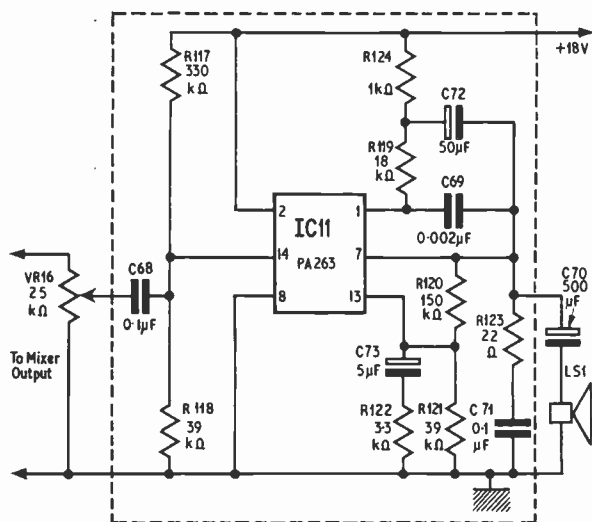 R117
330
kΩ
R124
1kΩ
+18V
C72
50µF
R119
18
kΩ
C69
0·002µF
2
1
IC11
PA263
14
7
8
13
VR16
25
kΩ
C68
0·1µF
To Mixer
Output
R120
150
kΩ
C70
500
µF
R123
22
Ω
LS1
C73
5µF
R118
39
kΩ
R122
3·3
kΩ
R121
39
kΩ
C71
0·1
µF